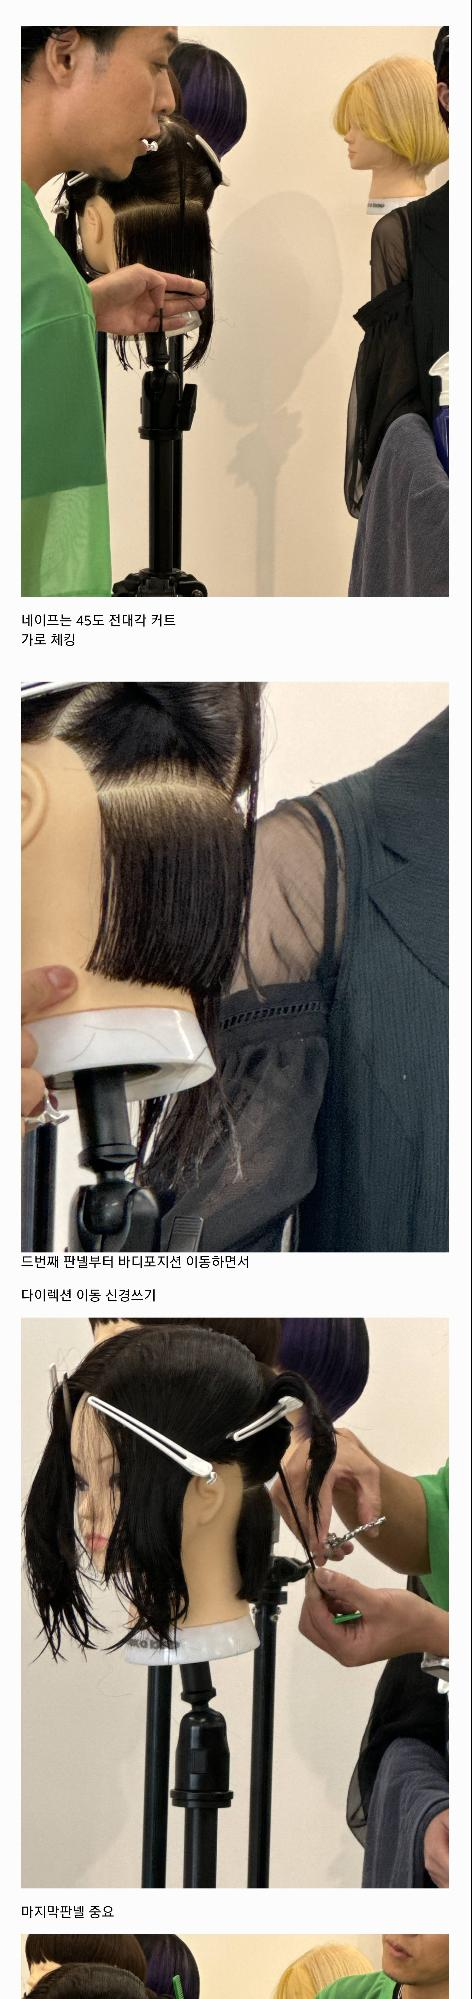 네이프는 45도 전대각 커트
가로 체킹
드번째 판넬부터 바디포지션 이동하면서
다이렉션 이동 신경쓰기
마지막판넬 중요